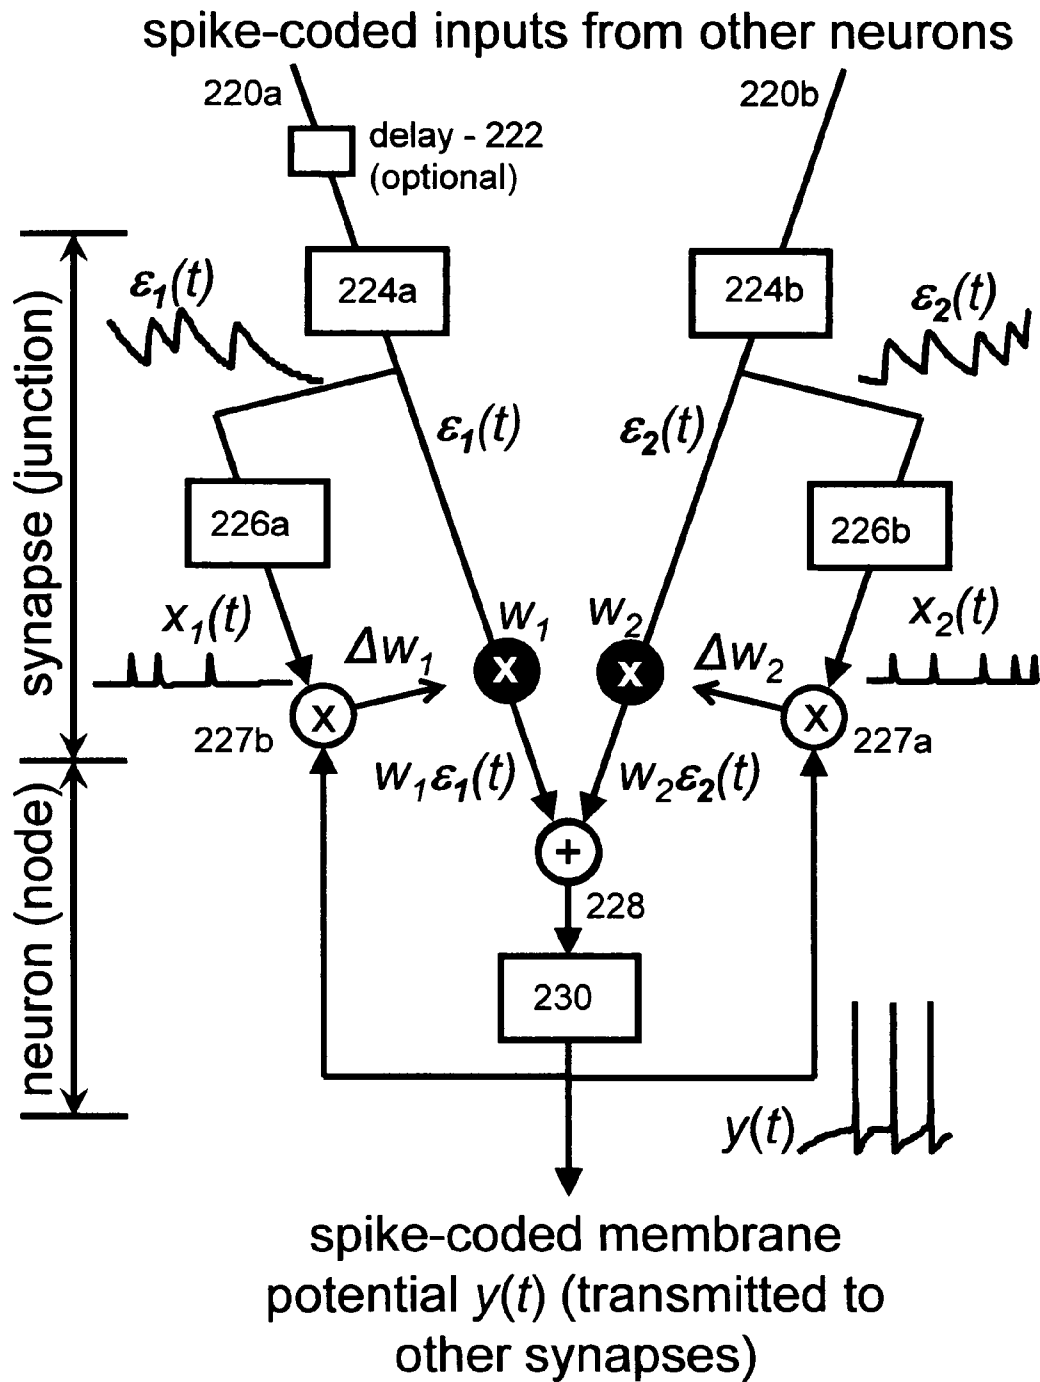 spike-coded inputs from other neurons
220a
220b
delay - 222
(optional)
synapse (junction)
224a
224b
ε1(t)
ε2(t)
ε1(t)
ε2(t)
226a
226b
x1(t)
Δw1
w1
w2
Δw2
x2(t)
X
X
X
X
227b
227a
w1ε1(t)
w2ε2(t)
neuron (node)
+
228
230
y(t)
spike-coded membrane
potential y(t) (transmitted to
other synapses)